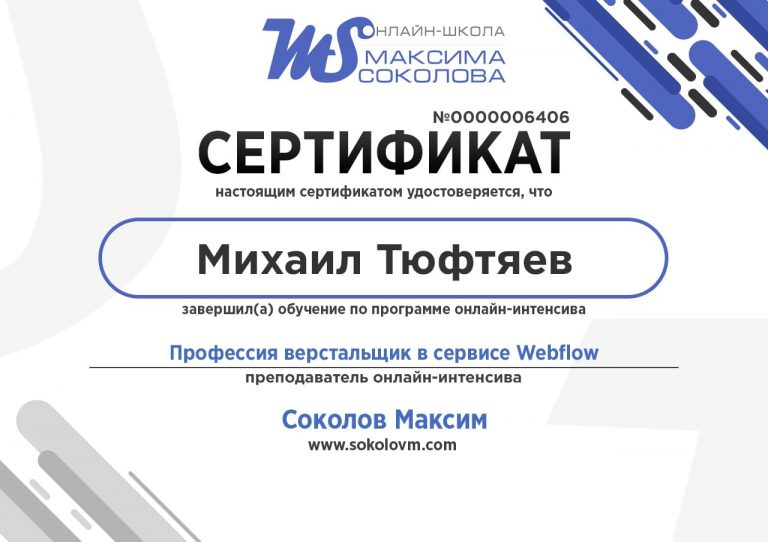 MS ОНЛАЙН-ШКОЛА
МАКСИМА
СОКОЛОВА
№0000006406
СЕРТИФИКАТ
настоящим сертификатом удостоверяется, что
Михаил Тюфтяев
завершил(а) обучение по программе онлайн-интенсива
Профессия верстальщик в сервисе Webflow
преподаватель онлайн-интенсива
Соколов Максим
www.sokolovm.com